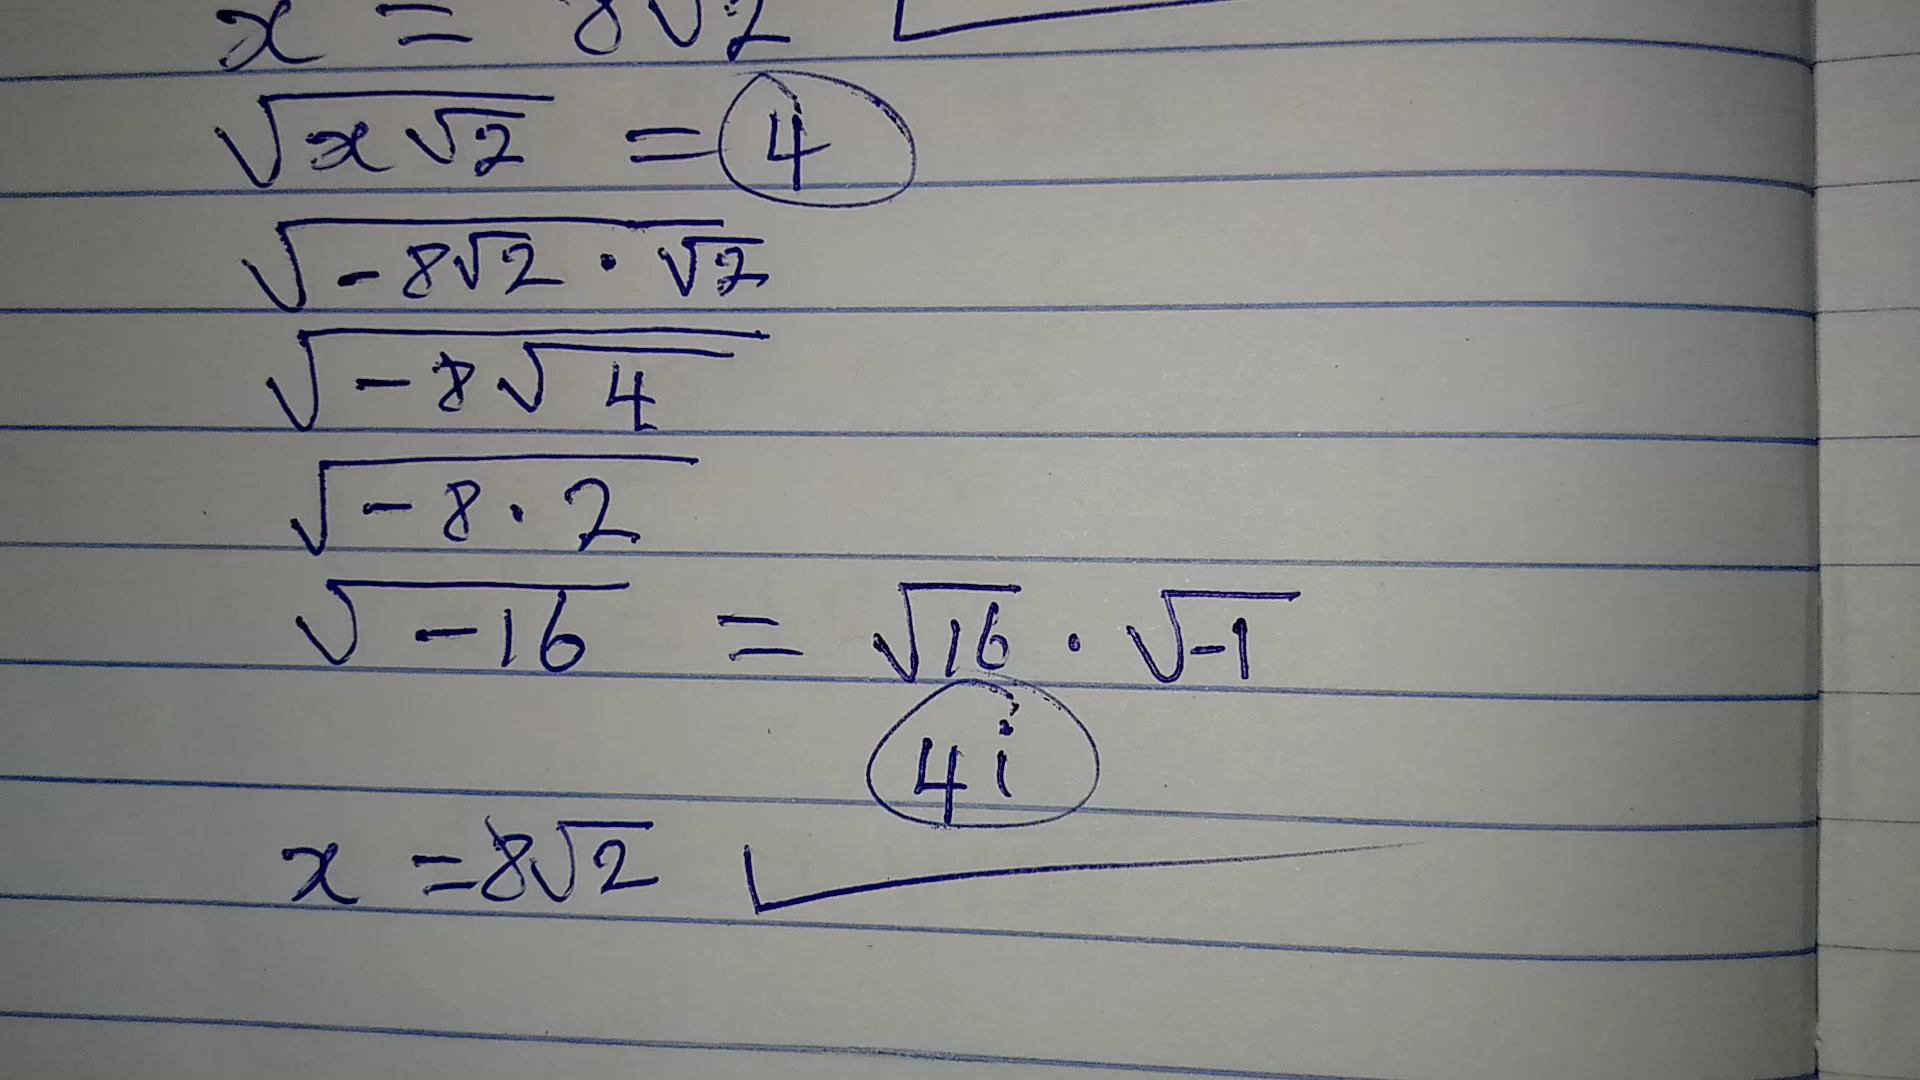 x = 8√2
√(x√2) = 4
√(-8√2 · √2)
√(-8√4)
√(-8 · 2)
√(-16) = √16 · √-1
4i
x = 8√2